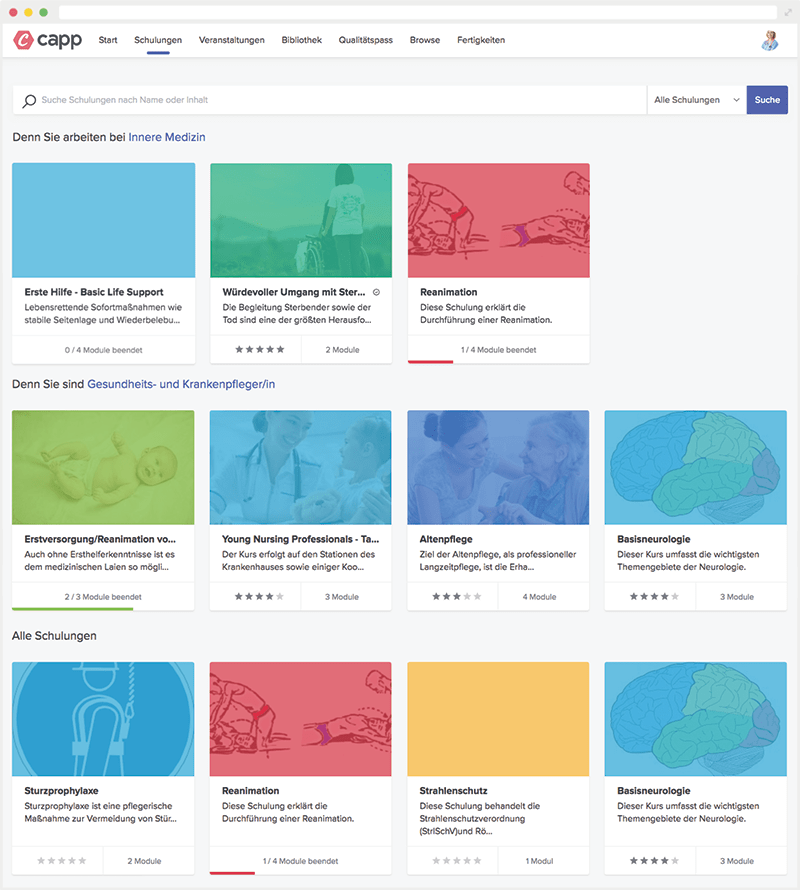 capp Start Schulungen Veranstaltungen Bibliothek Qualitätspass Browse Fertigkeiten
Suche Schulungen nach Name oder Inhalt Alle Schulungen Suche
Denn Sie arbeiten bei Innere Medizin
Erste Hilfe - Basic Life Support
Lebensrettende Sofortmaßnahmen wie
stabile Seitenlage und Wiederbelebu...
0 / 4 Module beendet
Würdevoller Umgang mit Ster...
Die Begleitung Sterbender sowie der
Tod sind eine der größten Herausfo...
2 Module
Reanimation
Diese Schulung erklärt die
Durchführung einer Reanimation.
1 / 4 Module beendet
Denn Sie sind Gesundheits- und Krankenpfleger/in
Erstversorgung/Reanimation vo...
Auch ohne Ersthelferkenntnisse ist es
dem medizinischen Laien so mögli...
2 / 3 Module beendet
Young Nursing Professionals - Ta...
Der Kurs erfolgt auf den Stationen des
Krankenhauses sowie einiger Koo...
3 Module
Altenpflege
Ziel der Altenpflege, als professioneller
Langzeitpflege, ist die Erha...
4 Module
Basisneurologie
Dieser Kurs umfasst die wichtigsten
Themengebiete der Neurologie.
3 Module
Alle Schulungen
Sturzprophylaxe
Sturzprophylaxe ist eine pflegerische
Maßnahme zur Vermeidung von Stür...
2 Module
Reanimation
Diese Schulung erklärt die
Durchführung einer Reanimation.
1 / 4 Module beendet
Strahlenschutz
Diese Schulung behandelt die
Strahlenschutzverordnung
(StrlSchV)und Rö...
1 Modul
Basisneurologie
Dieser Kurs umfasst die wichtigsten
Themengebiete der Neurologie.
3 Module